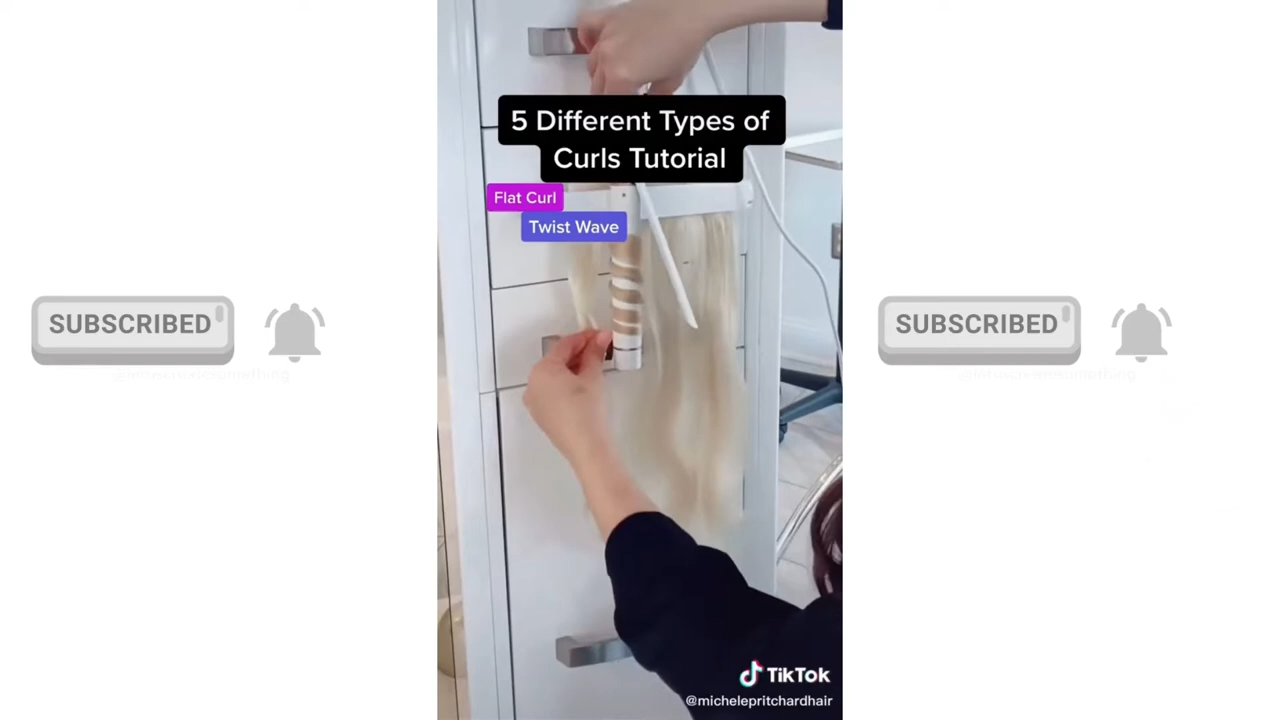 5 Different Types of
Curls Tutorial
Flat Curl
Twist Wave
SUBSCRIBED
SUBSCRIBED
TikTok
@michelepritchardhair